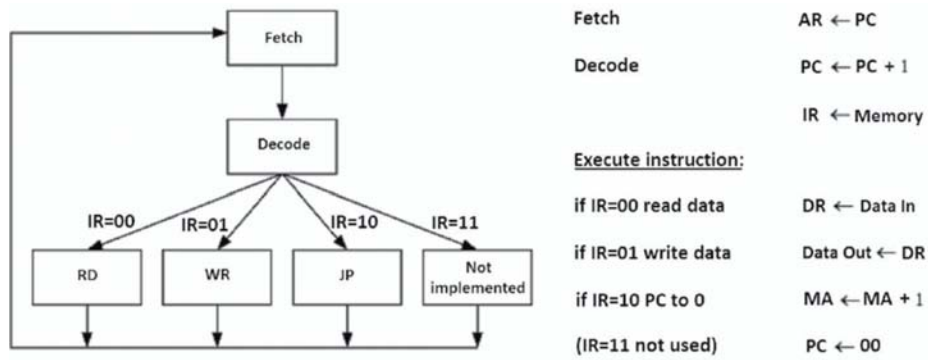 Fetch
Decode
IR=00
IR=01
IR=10
IR=11
RD
WR
JP
Not
implemented
Fetch AR ← PC
Decode PC ← PC + 1
IR ← Memory
Execute instruction:
if IR=00 read data DR ← Data In
if IR=01 write data Data Out ← DR
if IR=10 PC to 0 MA ← MA + 1
(IR=11 not used) PC ← 00